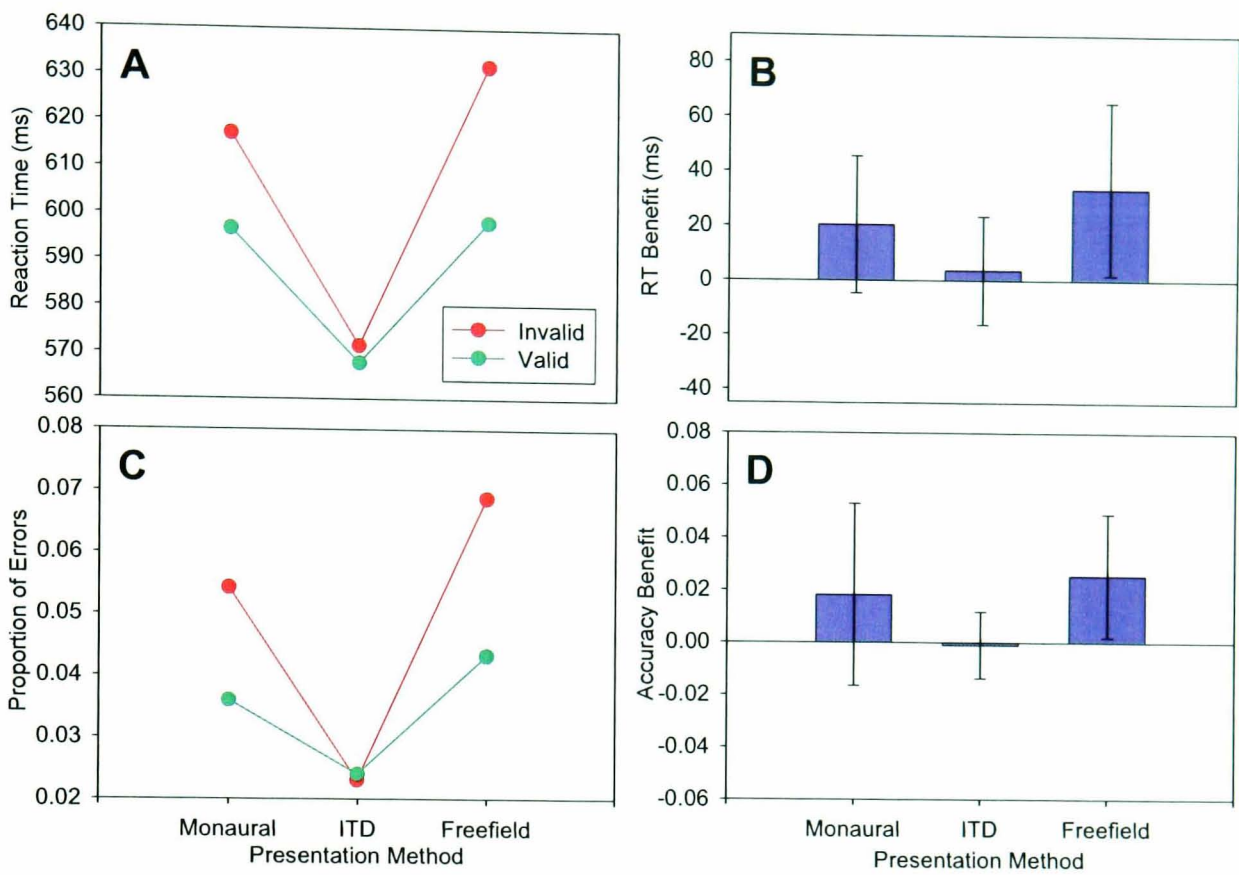 A
Reaction Time (ms)
640
630
620
610
600
590
580
570
560
Invalid
Valid
B
RT Benefit (ms)
80
60
40
20
0
-20
-40
C
Proportion of Errors
0.08
0.07
0.06
0.05
0.04
0.03
0.02
Monaural ITD Freefield
Presentation Method
D
Accuracy Benefit
0.08
0.06
0.04
0.02
0.00
-0.02
-0.04
-0.06
Monaural ITD Freefield
Presentation Method